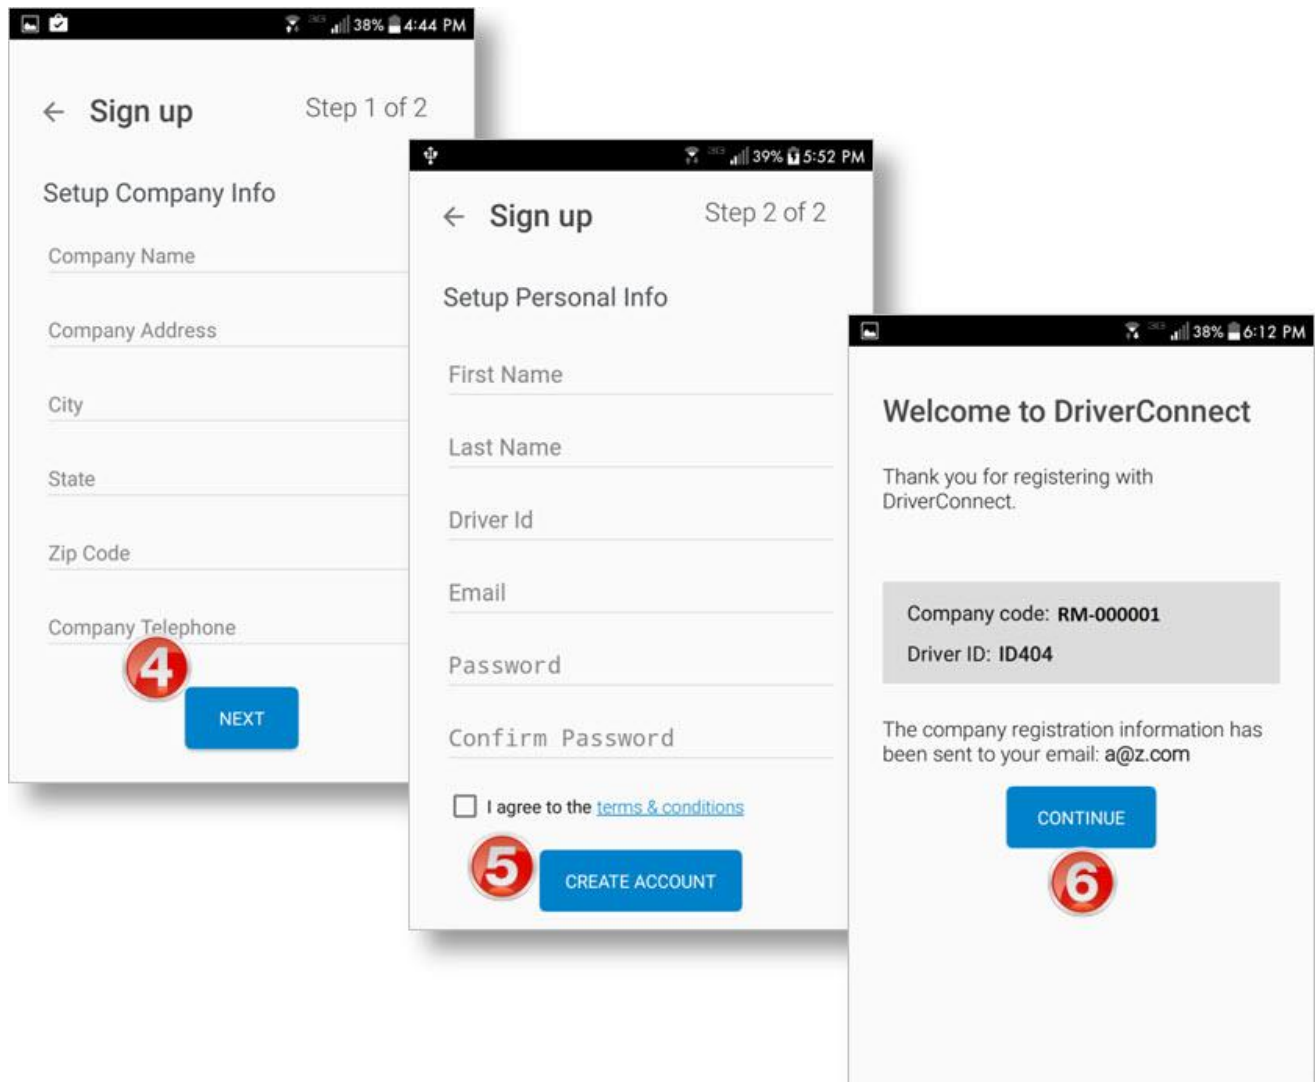 38% 4:44 PM
Sign up Step 1 of 2
Setup Company Info
Company Name
Company Address
City
State
Zip Code
Company Telephone
4
NEXT
3G 39% 5:52 PM
Sign up Step 2 of 2
Setup Personal Info
First Name
Last Name
Driver Id
Email
Password
Confirm Password
I agree to the terms & conditions
5
CREATE ACCOUNT
3G 38% 6:12 PM
Welcome to DriverConnect
Thank you for registering with
DriverConnect.
Company code: RM-000001
Driver ID: ID404
The company registration information has
been sent to your email: a@z.com
CONTINUE
6